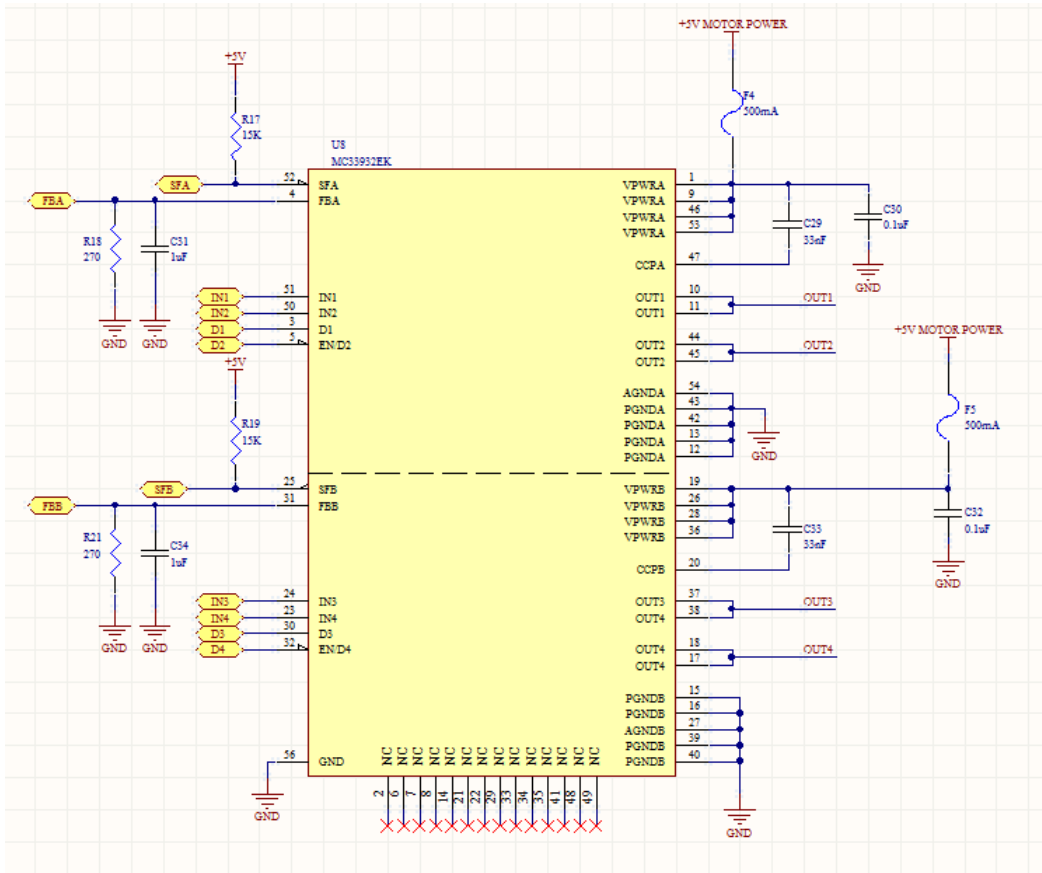 +5V MOTOR POWER
+5V
F4
500mA
R17
15K
U8
MC33932EK
SFA
52
SFA
VPWRA
1
FBA
4
FBA
VPWRA
9
VPWRA
46
VPWRA
53
C30
0.1uF
C29
33nF
R18
270
C31
1uF
CCPA
47
GND
IN1
51
IN1
OUT1
10
OUT1
IN2
50
IN2
OUT1
11
D1
3
D1
D2
5
EN/D2
OUT2
44
OUT2
OUT2
45
GND
GND
+5V MOTOR POWER
+5V
AGNDA
54
PGNDA
43
PGNDA
42
PGNDA
13
PGNDA
12
GND
F5
500mA
R19
15K
SFB
25
SFB
VPWRB
19
FBB
31
FBB
VPWRB
26
VPWRB
28
VPWRB
36
C32
0.1uF
C33
33nF
R21
270
C34
1uF
CCPB
20
GND
IN3
24
IN3
OUT3
37
OUT3
IN4
23
IN4
OUT4
38
D3
30
D3
D4
32
EN/D4
OUT4
18
OUT4
OUT4
17
GND
GND
PGNDB
15
PGNDB
16
AGNDB
27
PGNDB
39
PGNDB
40
56
GND
GND
GND
NC NC NC NC NC NC NC NC NC NC NC NC NC NC
2 6 7 8 14 21 22 29 33 34 35 41 48 49